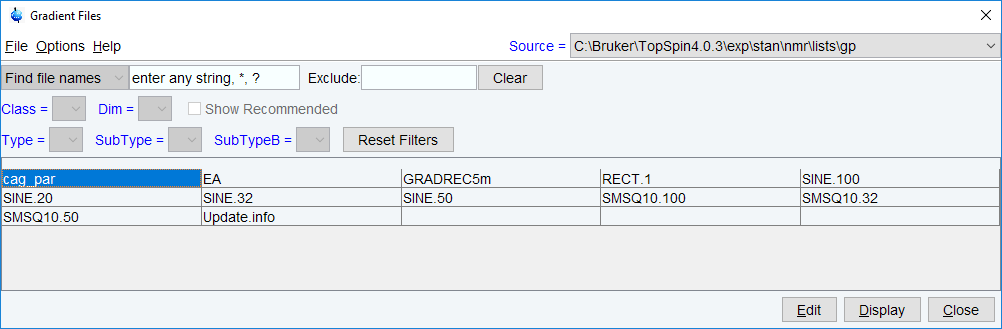 Gradient Files
File Options Help Source = C:\Bruker\TopSpin4.0.3\exp\stan\nmr\lists\gp
Find file names enter any string, *, ? Exclude: Clear
Class = Dim = Show Recommended
Type = SubType = SubTypeB = Reset Filters
cag_par EA GRADREC5m RECT.1 SINE.100
SINE.20 SINE.32 SINE.50 SMSQ10.100 SMSQ10.32
SMSQ10.50 Update.info
Edit Display Close